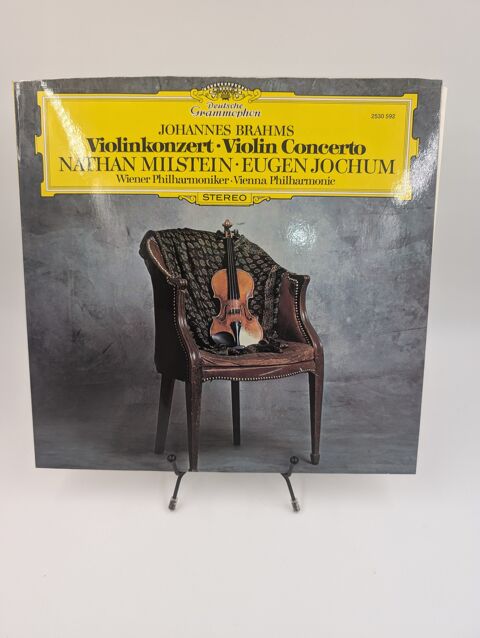 Deutsche
Grammophon
2530 592
JOHANNES BRAHMS
Violinkonzert · Violin Concerto
NATHAN MILSTEIN · EUGEN JOCHUM
Wiener Philharmoniker · Vienna Philharmonic
STEREO